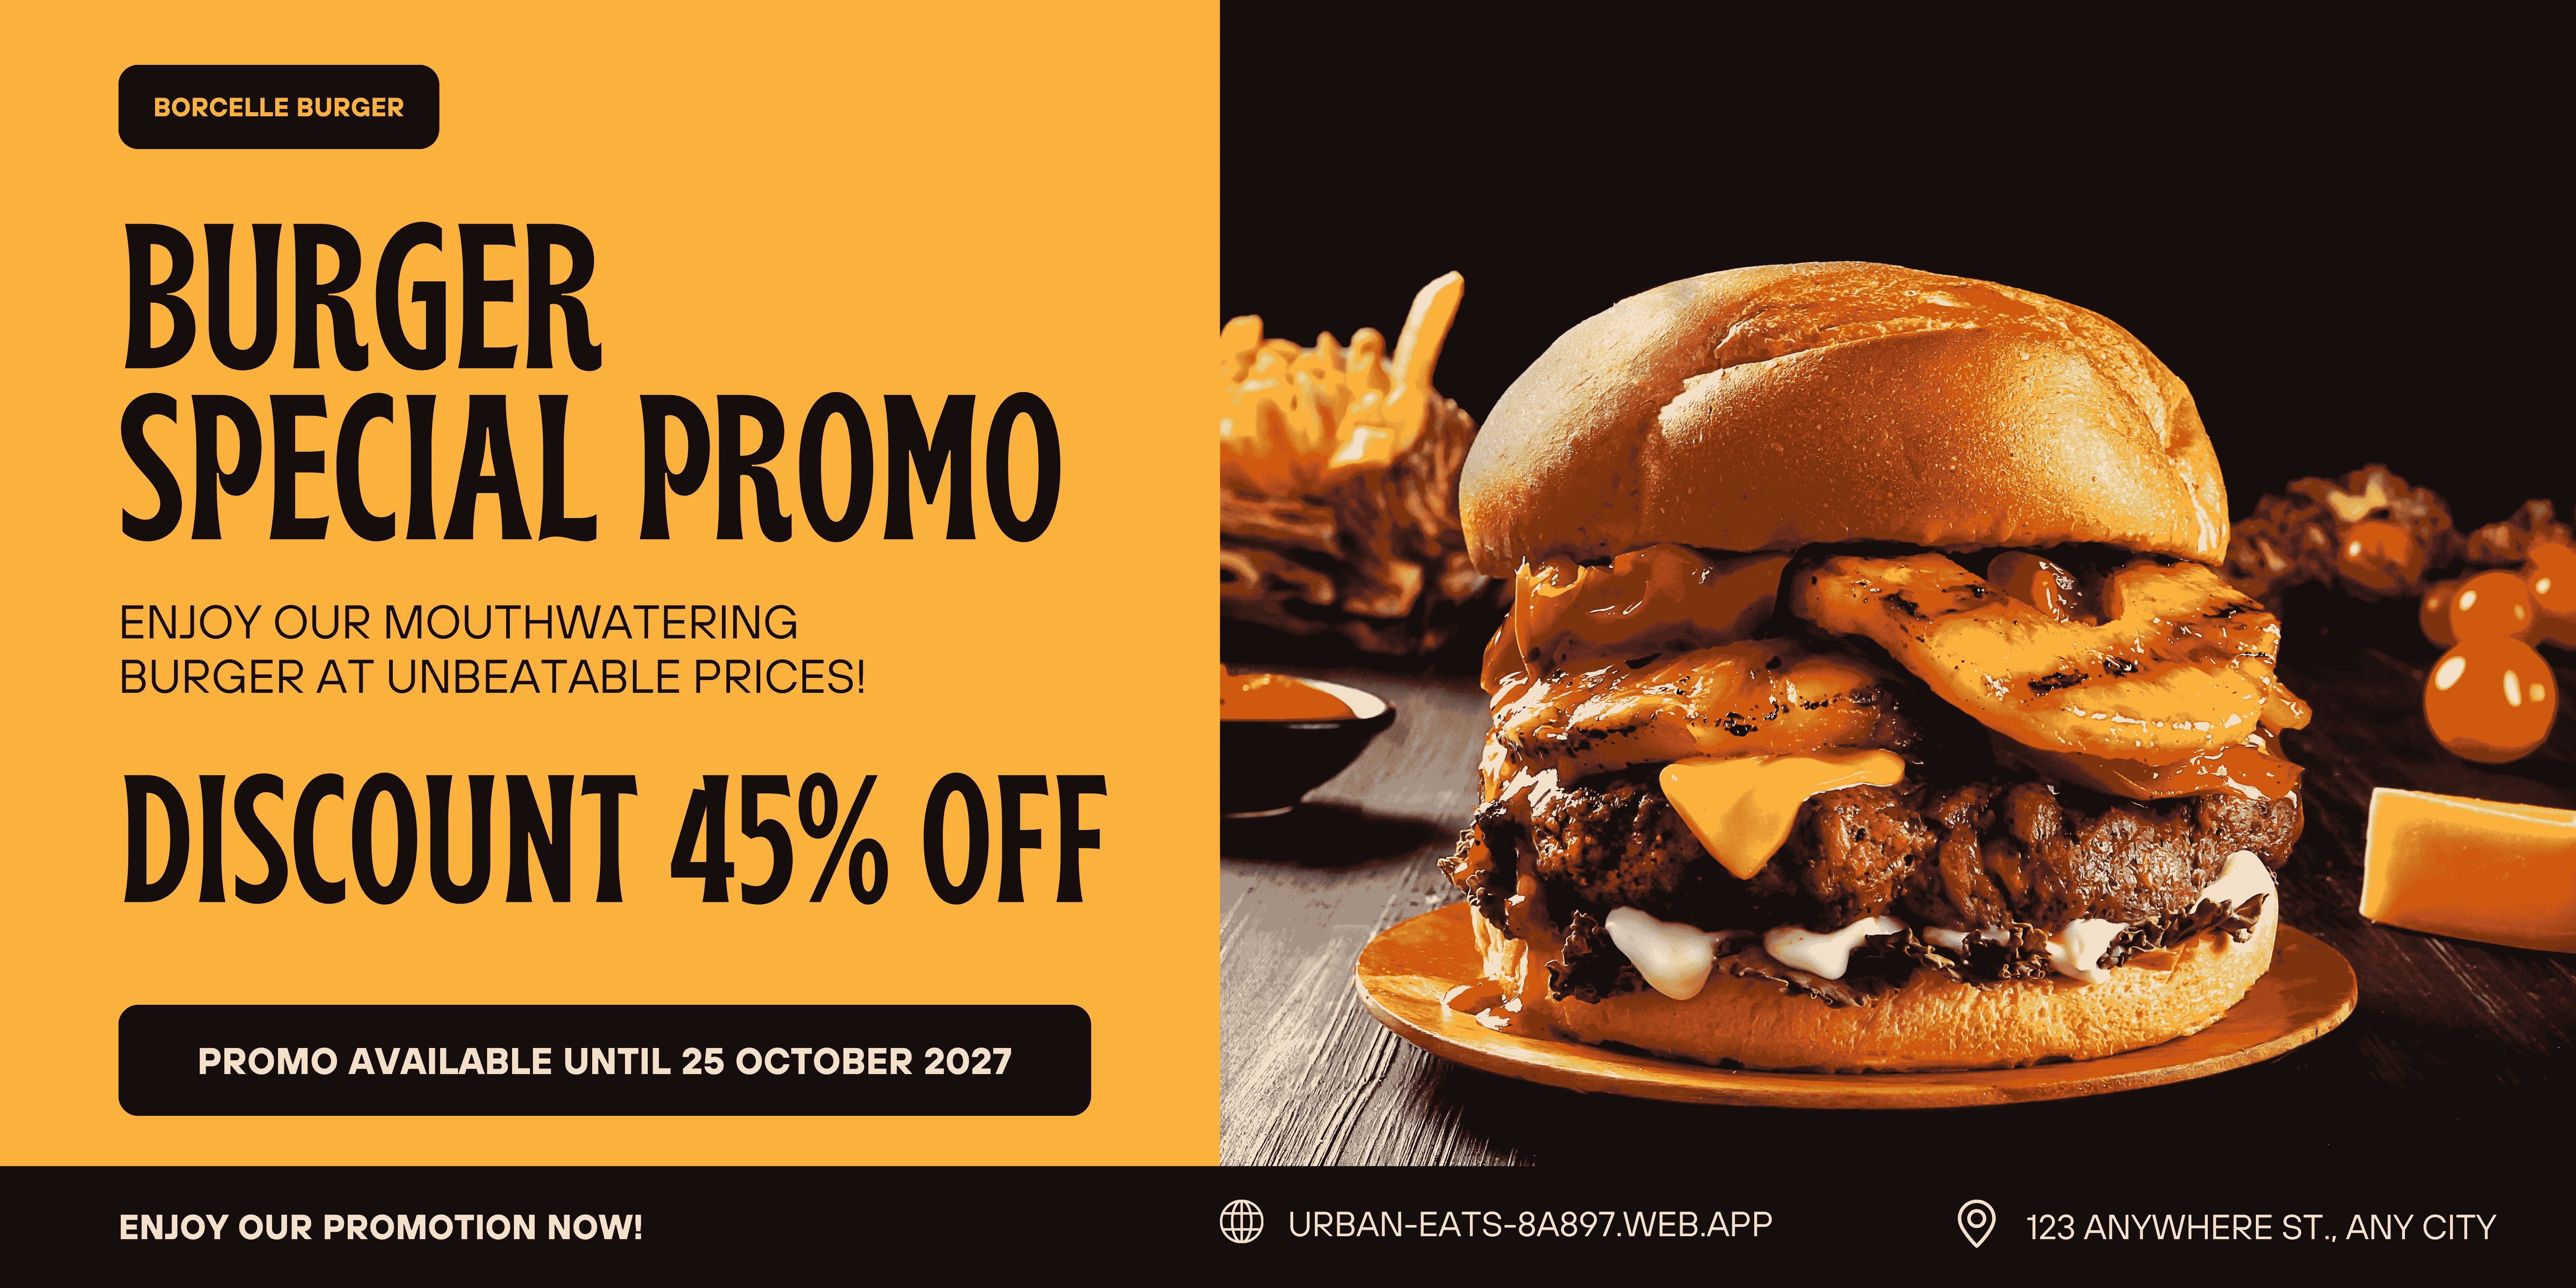 BORCELLE BURGER
BURGER
SPECIAL PROMO
ENJOY OUR MOUTHWATERING
BURGER AT UNBEATABLE PRICES!
DISCOUNT 45% OFF
PROMO AVAILABLE UNTIL 25 OCTOBER 2027
ENJOY OUR PROMOTION NOW!
URBAN-EATS-8A897.WEB.APP
123 ANYWHERE ST., ANY CITY